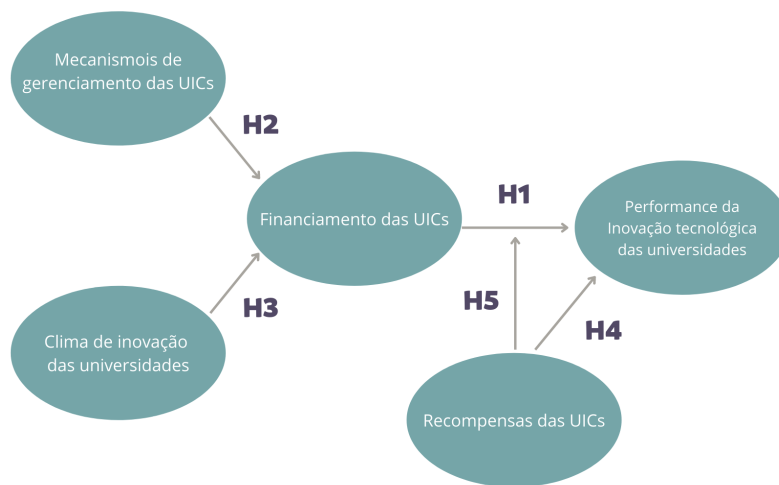 Mecanismois de
gerenciamento das UICs
H2
Financiamento das UICs
H1
Performance da
Inovação tecnológica
das universidades
H3
Clima de inovação
das universidades
H5
H4
Recompensas das UICs